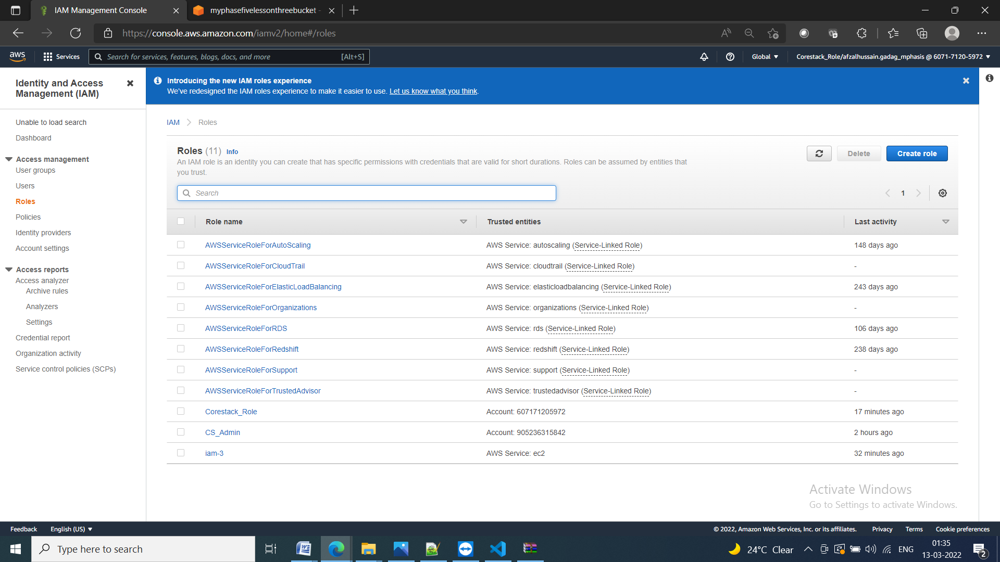 IAM Management Console
myphasefivelessonthreebucket -
https://console.aws.amazon.com/iamv2/home#/roles
aws
Services
Search for services, features, blogs, docs, and more
[Alt+S]
Global
Corestack_Role/afzalhussain.gadag_mphasis @ 6071-7120-5972
Identity and Access
Management (IAM)
Unable to load search
Dashboard
Access management
User groups
Users
Roles
Policies
Identity providers
Account settings
Access reports
Access analyzer
Archive rules
Analyzers
Settings
Credential report
Organization activity
Service control policies (SCPs)
Introducing the new IAM roles experience
We've redesigned the IAM roles experience to make it easier to use. Let us know what you think.
IAM
Roles
Roles (11) Info
An IAM role is an identity you can create that has specific permissions with credentials that are valid for short durations. Roles can be assumed by entities that
you trust.
Delete
Create role
Search
1
Role name Trusted entities Last activity
AWSServiceRoleForAutoScaling AWS Service: autoscaling (Service-Linked Role) 148 days ago
AWSServiceRoleForCloudTrail AWS Service: cloudtrail (Service-Linked Role) -
AWSServiceRoleForElasticLoadBalancing AWS Service: elasticloadbalancing (Service-Linked Role) 243 days ago
AWSServiceRoleForOrganizations AWS Service: organizations (Service-Linked Role) -
AWSServiceRoleForRDS AWS Service: rds (Service-Linked Role) 106 days ago
AWSServiceRoleForRedshift AWS Service: redshift (Service-Linked Role) 238 days ago
AWSServiceRoleForSupport AWS Service: support (Service-Linked Role) -
AWSServiceRoleForTrustedAdvisor AWS Service: trustedadvisor (Service-Linked Role) -
Corestack_Role Account: 607171205972 17 minutes ago
CS_Admin Account: 905236315842 2 hours ago
iam-3 AWS Service: ec2 32 minutes ago
Activate Windows
Go to Settings to activate Windows.
Feedback
English (US)
© 2022, Amazon Web Services, Inc. or its affiliates.
Privacy
Terms
Cookie preferences
Type here to search
24°C Clear
ENG
01:35
13-03-2022
2